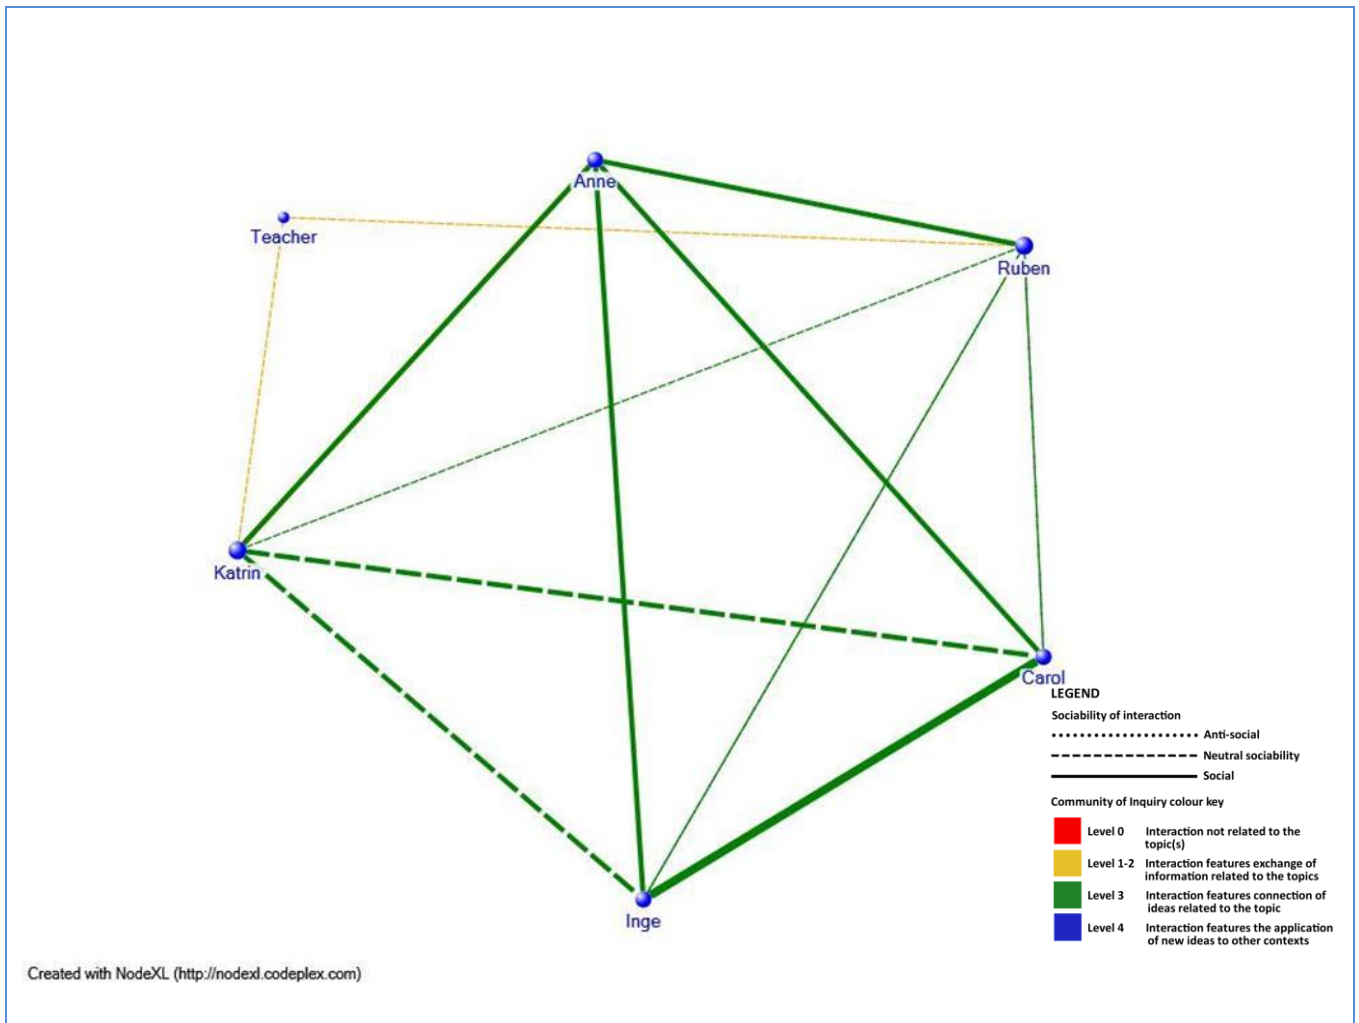 Anne
Teacher
Ruben
Katrin
Carol
Inge
LEGEND
Sociability of interaction
Anti-social
Neutral sociability
Social
Community of Inquiry colour key
Level 0 Interaction not related to the
topic(s)
Level 1-2 Interaction features exchange of
information related to the topics
Level 3 Interaction features connection of
ideas related to the topic
Level 4 Interaction features the application
of new ideas to other contexts
Created with NodeXL (http://nodexl.codeplex.com)